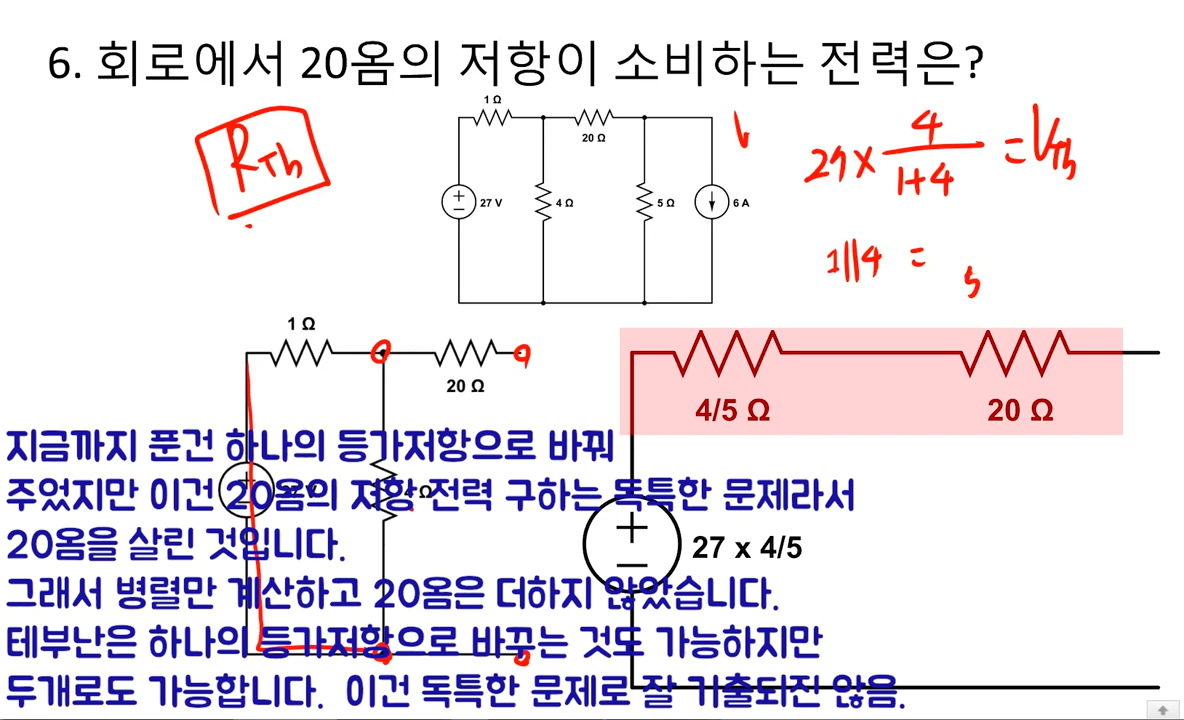 6. 회로에서 20옴의 저항이 소비하는 전력은?
RTh
1 Ω
20 Ω
27 V
4 Ω
5 Ω
6 A
27 x 4/1+4 = VTh
1||4 =
5
1 Ω
20 Ω
4/5 Ω
20 Ω
27 x 4/5
지금까지 푼건 하나의 등가저항으로 바꿔
주었지만 이건 20옴의 저항 전력 구하는 독특한 문제라서
20옴을 살린 것입니다.
그래서 병렬만 계산하고 20옴은 더하지 않았습니다.
테부난은 하나의 등가저항으로 바꾸는 것도 가능하지만
두개로도 가능합니다. 이건 독특한 문제로 잘 기출되진 않음.